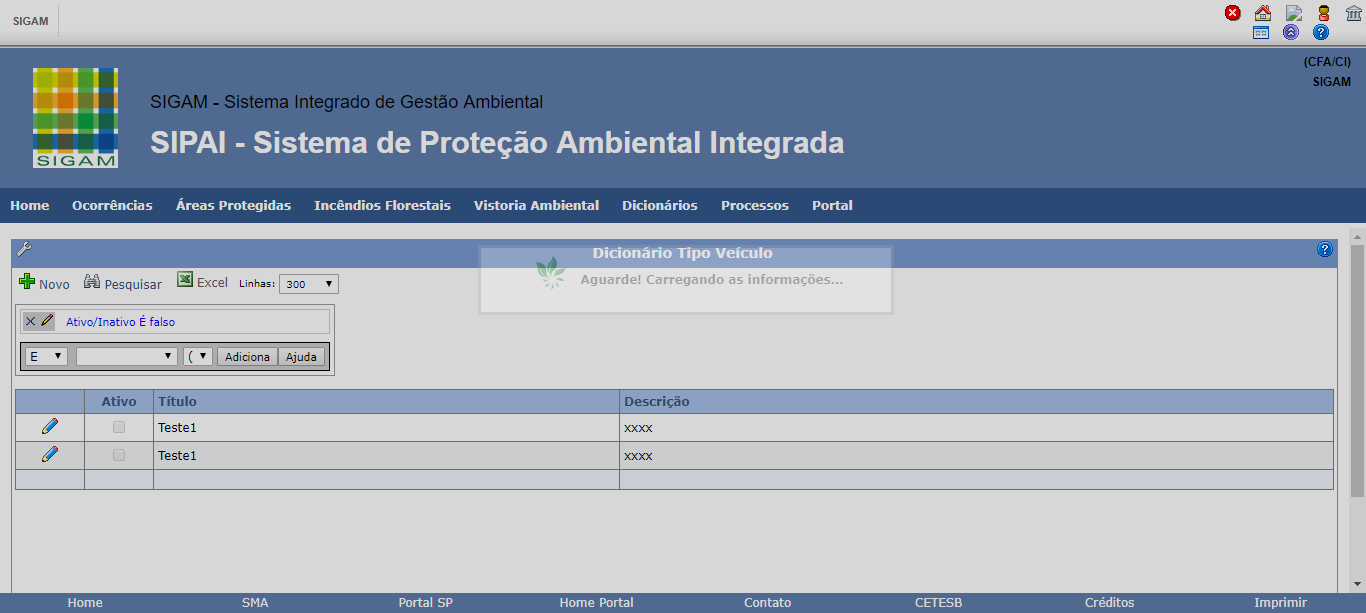 SIGAM
(CFA/CI)
SIGAM
SIGAM
SIGAM - Sistema Integrado de Gestão Ambiental
SIPAI - Sistema de Proteção Ambiental Integrada
Home Ocorrências Áreas Protegidas Incêndios Florestais Vistoria Ambiental Dicionários Processos Portal
Dicionário Tipo Veículo
Aguarde! Carregando as informações...
Novo Pesquisar Excel Linhas: 300
Ativo/Inativo É falso
E ( Adiciona Ajuda
Ativo Título Descrição
Teste1 xxxx
Teste1 xxxx
Home SMA Portal SP Home Portal Contato CETESB Créditos Imprimir